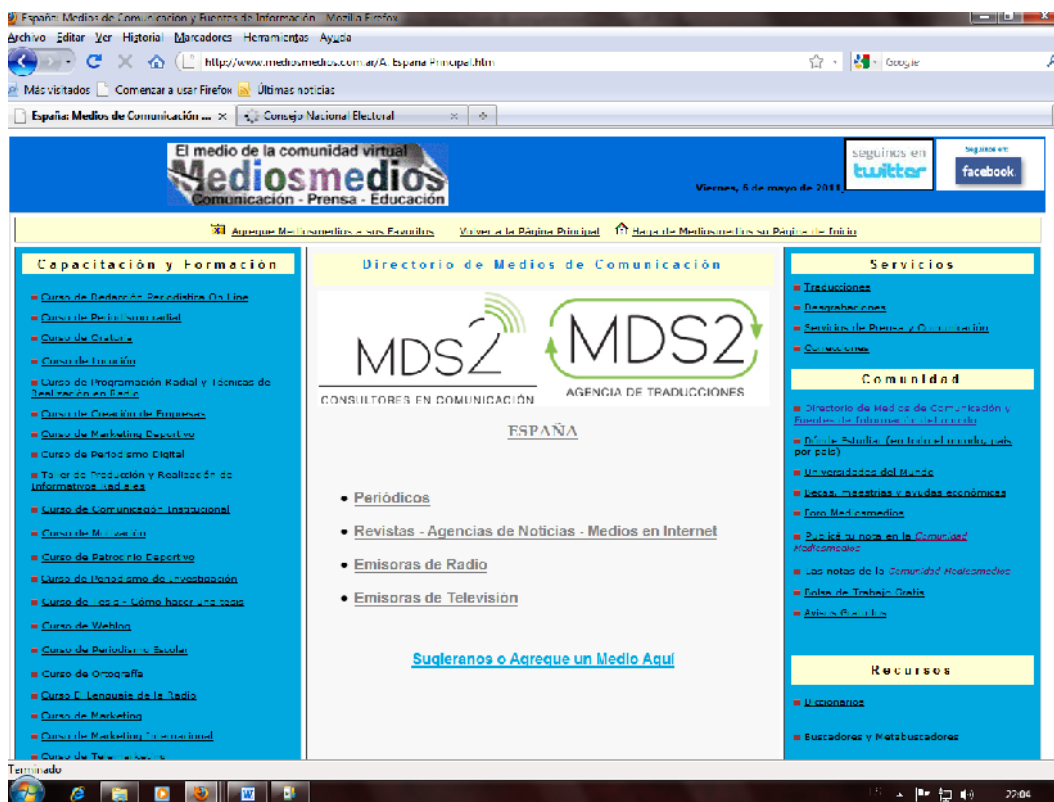 España: Medios de Comunicación y Fuentes de Información - Mozilla Firefox
Archivo Editar Ver Historial Marcadores Herramientas Ayuda
http://www.mediosmedios.com.ar/A. Espana Principal.htm
Google
Más visitados Comenzar a usar Firefox Últimas noticias
España: Medios de Comunicación ... Consejo Nacional Electoral
El medio de la comunidad virtual
Mediosmedios
Comunicación - Prensa - Educación
Viernes, 6 de mayo de 2011
seguinos en
twitter
Seguinos en:
facebook
Agregue Mediosmedios a sus Favoritos Volver a la Página Principal Haga de Mediosmedios su Página de Inicio
Capacitación y Formación
Curso de Redacción Periodística On Line
Curso de Periodismo radial
Curso de Oratoria
Curso de Locución
Curso de Programación Radial y Técnicas de
Realización en Radio
Curso de Creación de Empresas
Curso de Marketing Deportivo
Curso de Periodismo Digital
Taller de Producción y Realización de
Informativos Radiales
Curso de Comunicación Institucional
Curso de Motivación
Curso de Patrocinio Deportivo
Curso de Periodismo de Investigación
Curso de Tesis - Cómo hacer una tesis
Curso de Weblog
Curso de Periodismo Escolar
Curso de Ortografía
Curso El Lenguaje de la Radio
Curso de Marketing
Curso de Marketing Internacional
Curso de Telemarketing
Directorio de Medios de Comunicación
MDS2
CONSULTORES EN COMUNICACIÓN
MDS2
AGENCIA DE TRADUCCIONES
ESPAÑA
Periódicos
Revistas - Agencias de Noticias - Medios en Internet
Emisoras de Radio
Emisoras de Televisión
Sugieranos o Agregue un Medio Aquí
Servicios
Traducciones
Desgrabaciones
Servicios de Prensa y Comunicación
Correcciones
Comunidad
Directorio de Medios de Comunicación y
Fuentes de Información del mundo
Dónde Estudiar (en todo el mundo, país
por país)
Universidades del Mundo
Becas, maestrías y ayudas económicas
Foro Mediosmedios
Publicá tu nota en la Comunidad
Mediosmedios
Las notas de la Comunidad Mediosmedios
Bolsa de Trabajo Gratis
Avisos Gratuitos
Recursos
Diccionarios
Buscadores y Metabuscadores
Terminado
ES 22:04